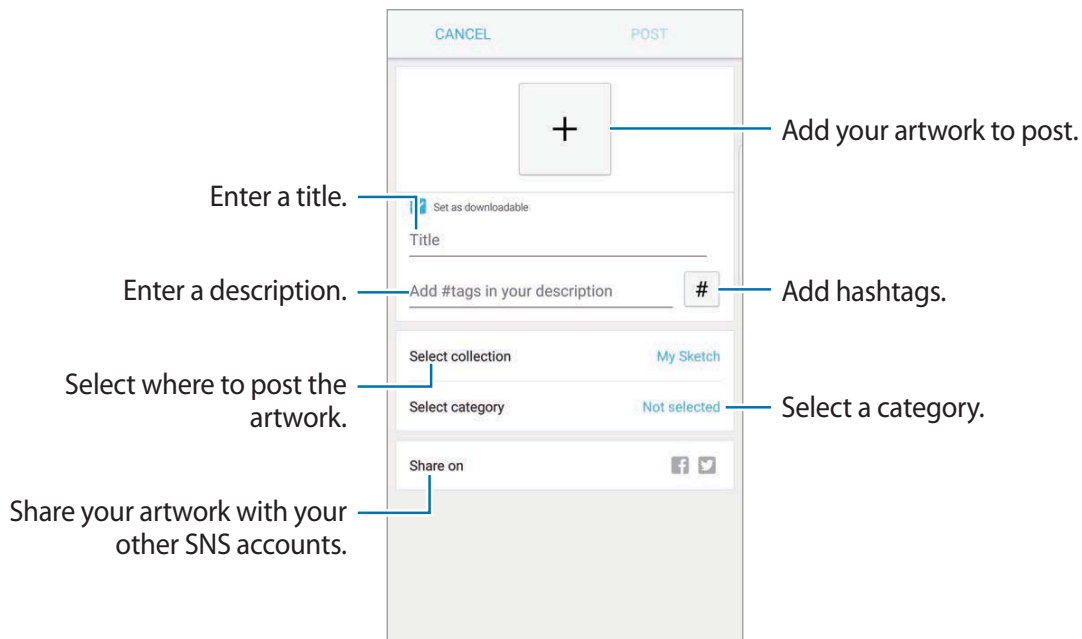 CANCEL POST
+
Add your artwork to post.
Enter a title.
Set as downloadable
Title
Enter a description.
Add #tags in your description
#
Add hashtags.
Select collection My Sketch
Select where to post the
artwork.
Select category Not selected
Select a category.
Share on
Share your artwork with your
other SNS accounts.